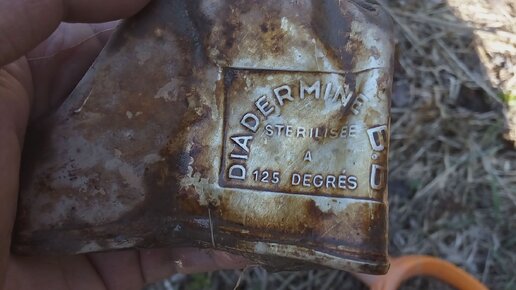 DIADERMINE E.D
STERILISEE
A
125 DEGRES